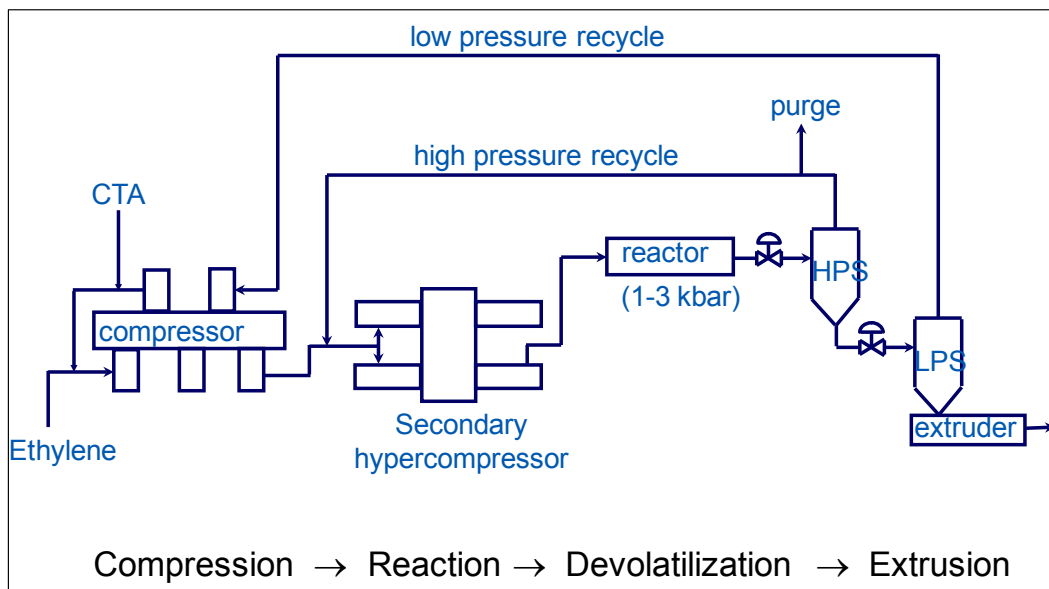 low pressure recycle
purge
high pressure recycle
CTA
reactor
HPS
(1-3 kbar)
compressor
LPS
Secondary
hypercompressor
extruder
Ethylene
Compression → Reaction → Devolatilization → Extrusion